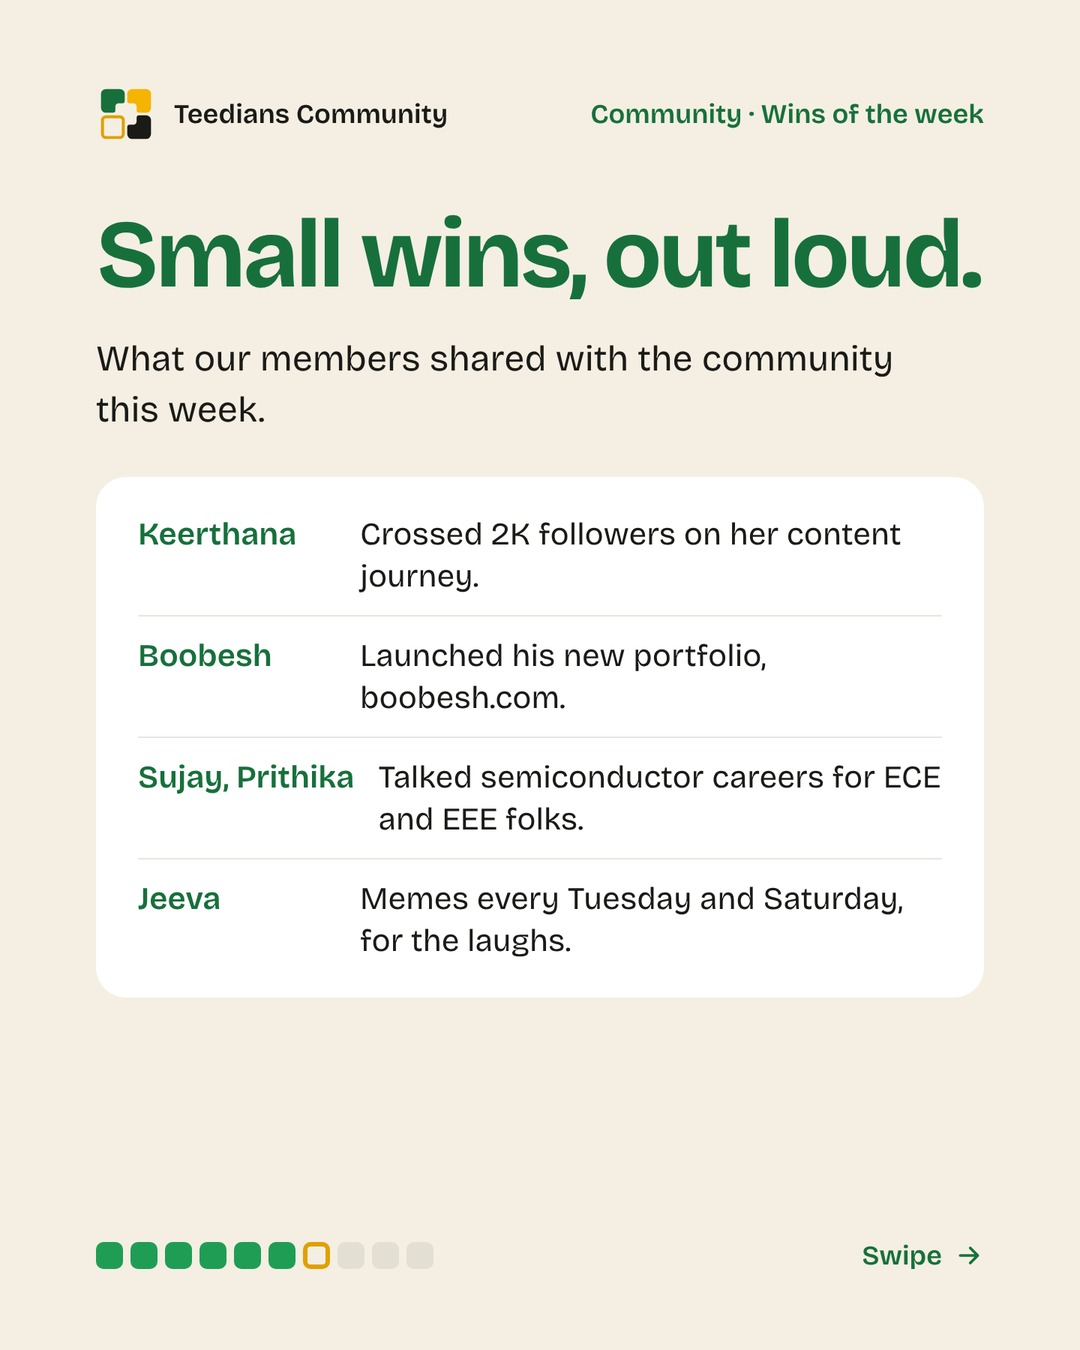 Teedians Community
Community · Wins of the week
Small wins, out loud.
What our members shared with the community
this week.
Keerthana
Crossed 2K followers on her content
journey.
Boobesh
Launched his new portfolio,
boobesh.com.
Sujay, Prithika
Talked semiconductor careers for ECE
and EEE folks.
Jeeva
Memes every Tuesday and Saturday,
for the laughs.
Swipe →